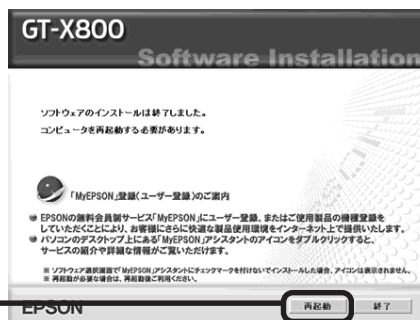 GT-X800
Software Installation
ソフトウェアのインストールは終了しました。
コンピュータを再起動する必要があります。
「MyEPSON」登録(ユーザー登録)のご案内
EPSONの無料会員制サービス「MyEPSON」にユーザー登録、またはご使用製品の機種登録を
していただくことにより、お客様にさらに快適な製品使用環境をインターネット上で提供いたします。
パソコンのデスクトップ上にある「MyEPSON」アシスタントのアイコンをダブルクリックすると、
サービスの紹介や詳細な情報がご覧いただけます。
※ ソフトウェア選択画面で「MyEPSON」アシスタントにチェックマークを付けないでインストールした場合、アイコンは表示されません。
※ 再起動が必要な場合は、再起動後ご利用ください。
EPSON
再起動
終了